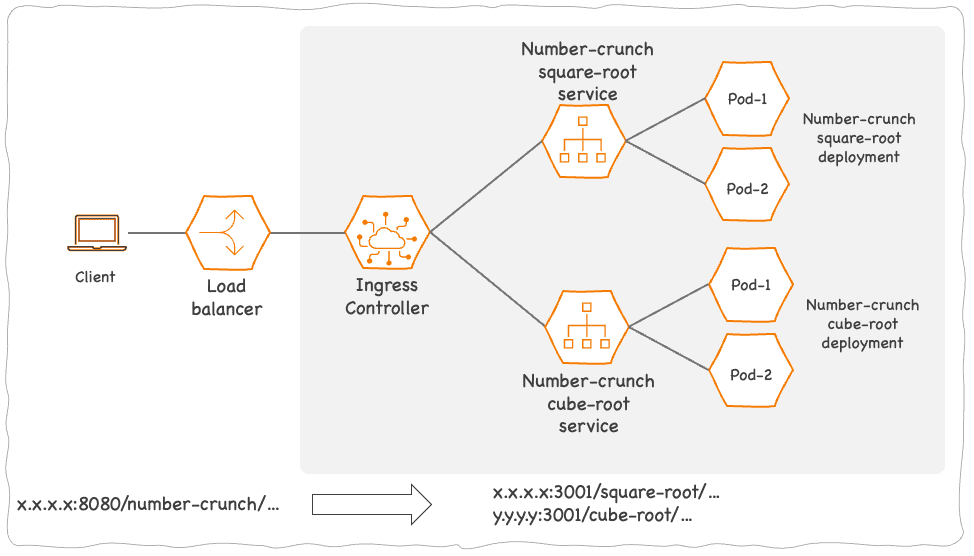 Number-crunch
square-root
service
Pod-1
Number-crunch
square-root
deployment
Pod-2
Client
Load
balancer
Ingress
Controller
Pod-1
Number-crunch
cube-root
deployment
Pod-2
Number-crunch
cube-root
service
x.x.x.x:8080/number-crunch/...
x.x.x.x:3001/square-root/...
y.y.y.y:3001/cube-root/...